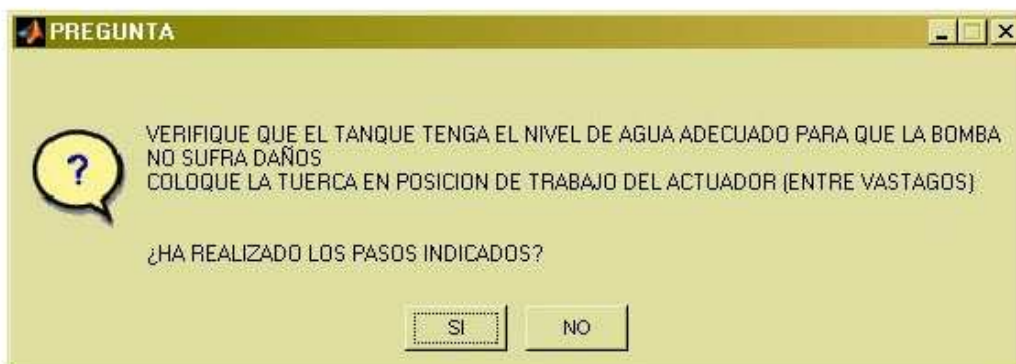 PREGUNTA
VERIFIQUE QUE EL TANQUE TENGA EL NIVEL DE AGUA ADECUADO PARA QUE LA BOMBA
NO SUFRA DAÑOS
COLOQUE LA TUERCA EN POSICION DE TRABAJO DEL ACTUADOR (ENTRE VASTAGOS)
¿HA REALIZADO LOS PASOS INDICADOS?
SI NO